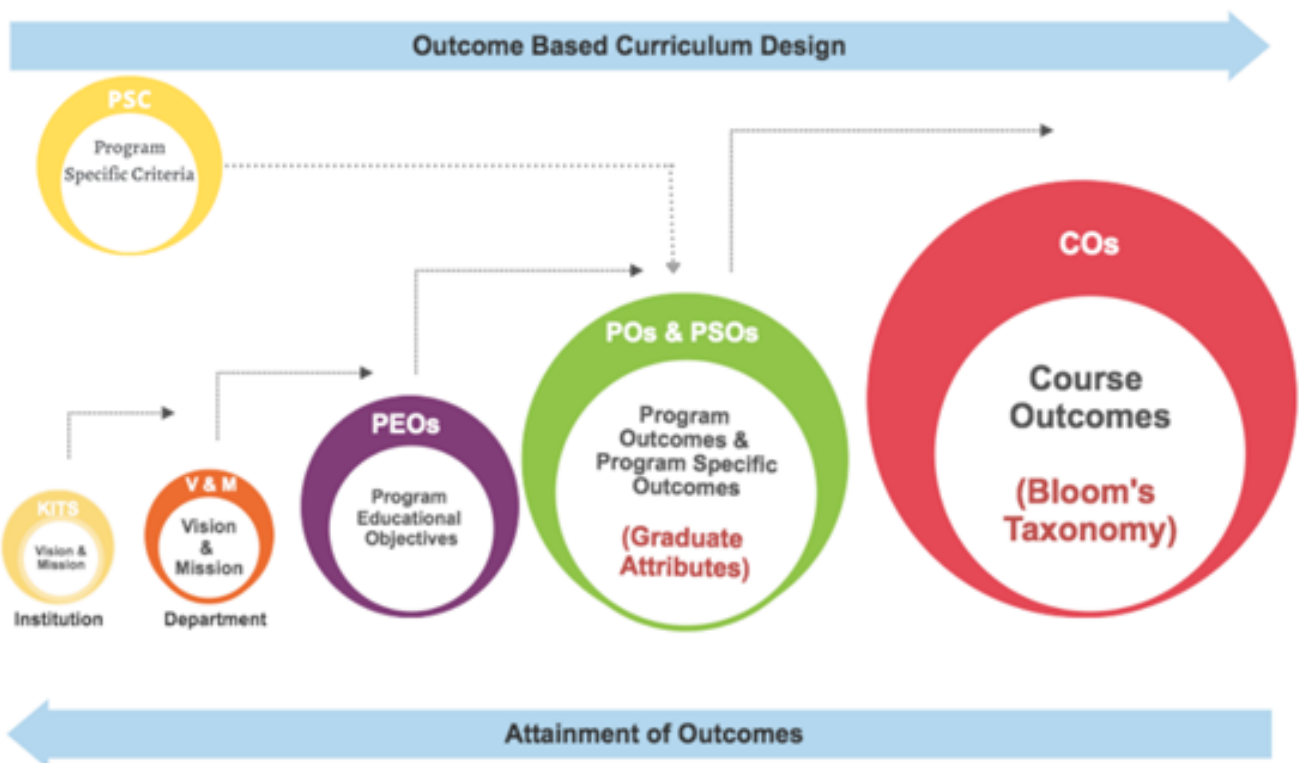 Outcome Based Curriculum Design
PSC
Program
Specific Criteria
KITS
Vision &
Mission
Institution
V & M
Vision
&
Mission
Department
PEOs
Program
Educational
Objectives
POs & PSOs
Program
Outcomes &
Program Specific
Outcomes
(Graduate
Attributes)
COs
Course
Outcomes
(Bloom's
Taxonomy)
Attainment of Outcomes